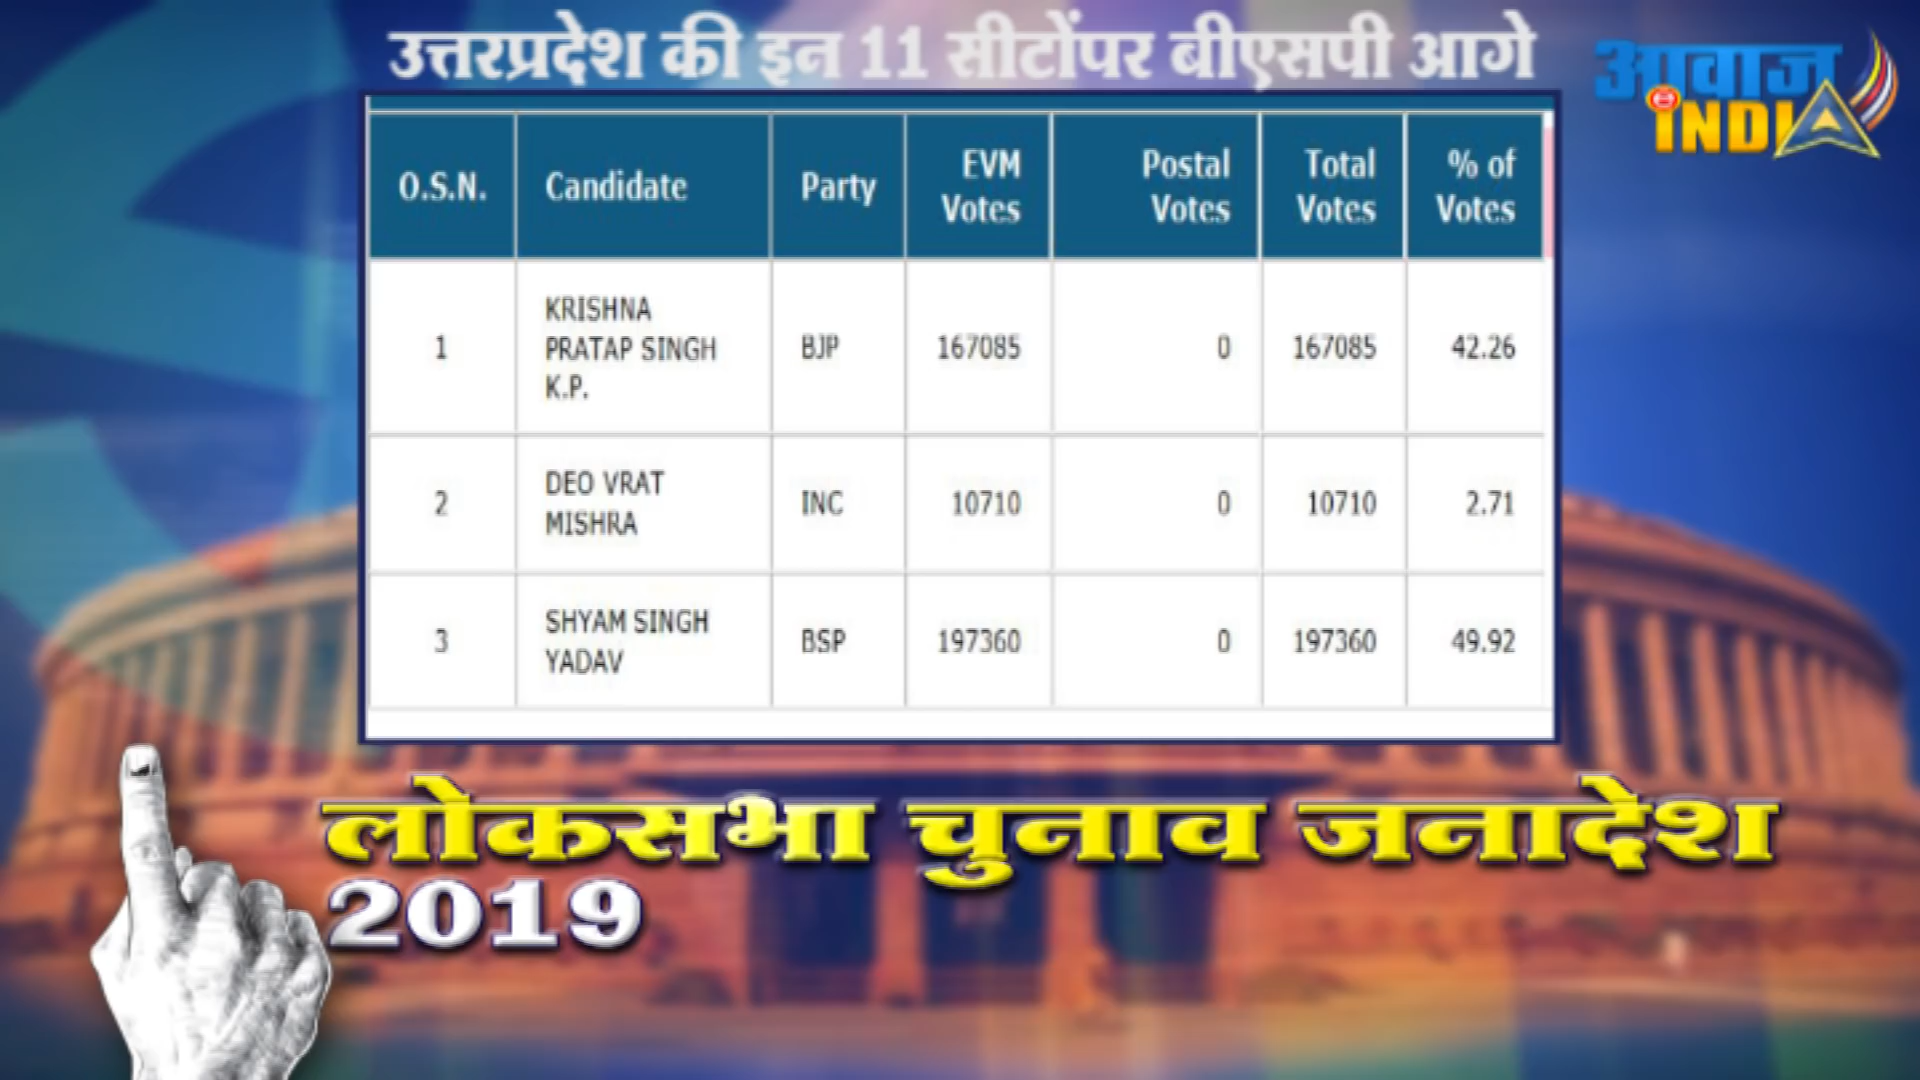 उत्तरप्रदेश की इन 11 सीटोंपर बीएसपी आगे
आवाज
INDIA
O.S.N. Candidate Party EVM Votes Postal Votes Total Votes % of Votes
1 KRISHNA PRATAP SINGH K.P. BJP 167085 0 167085 42.26
2 DEO VRAT MISHRA INC 10710 0 10710 2.71
3 SHYAM SINGH YADAV BSP 197360 0 197360 49.92
लोकसभा चुनाव जनादेश
2019